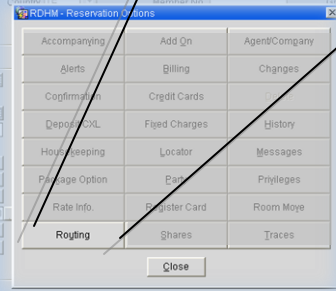 RDHM - Reservation Options
Accompanying Add On Agent/Company
Alerts Billing Changes
Confirmation Credit Cards
Deposit/CXL Fixed Charges History
Housekeeping Locator Messages
Package Option Party Privileges
Rate Info. Register Card Room Move
Routing Shares Traces
Close